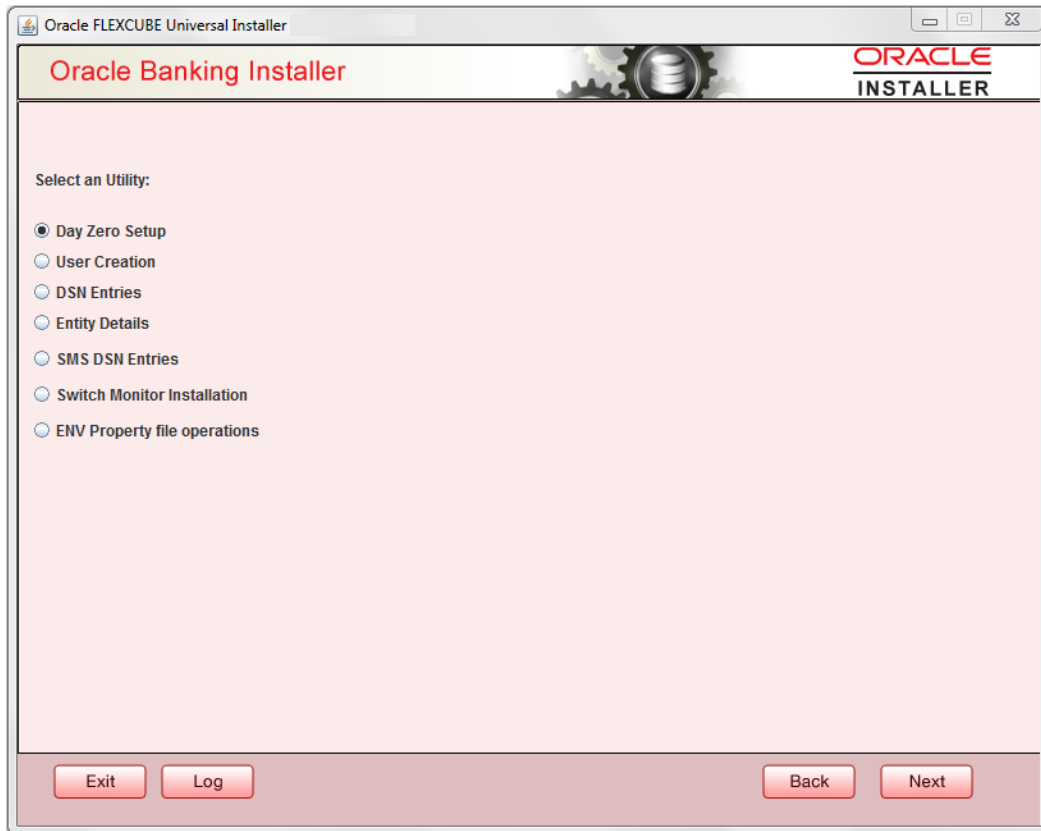 Oracle FLEXCUBE Universal Installer
Oracle Banking Installer
ORACLE
INSTALLER
Select an Utility:
Day Zero Setup
User Creation
DSN Entries
Entity Details
SMS DSN Entries
Switch Monitor Installation
ENV Property file operations
Exit
Log
Back
Next